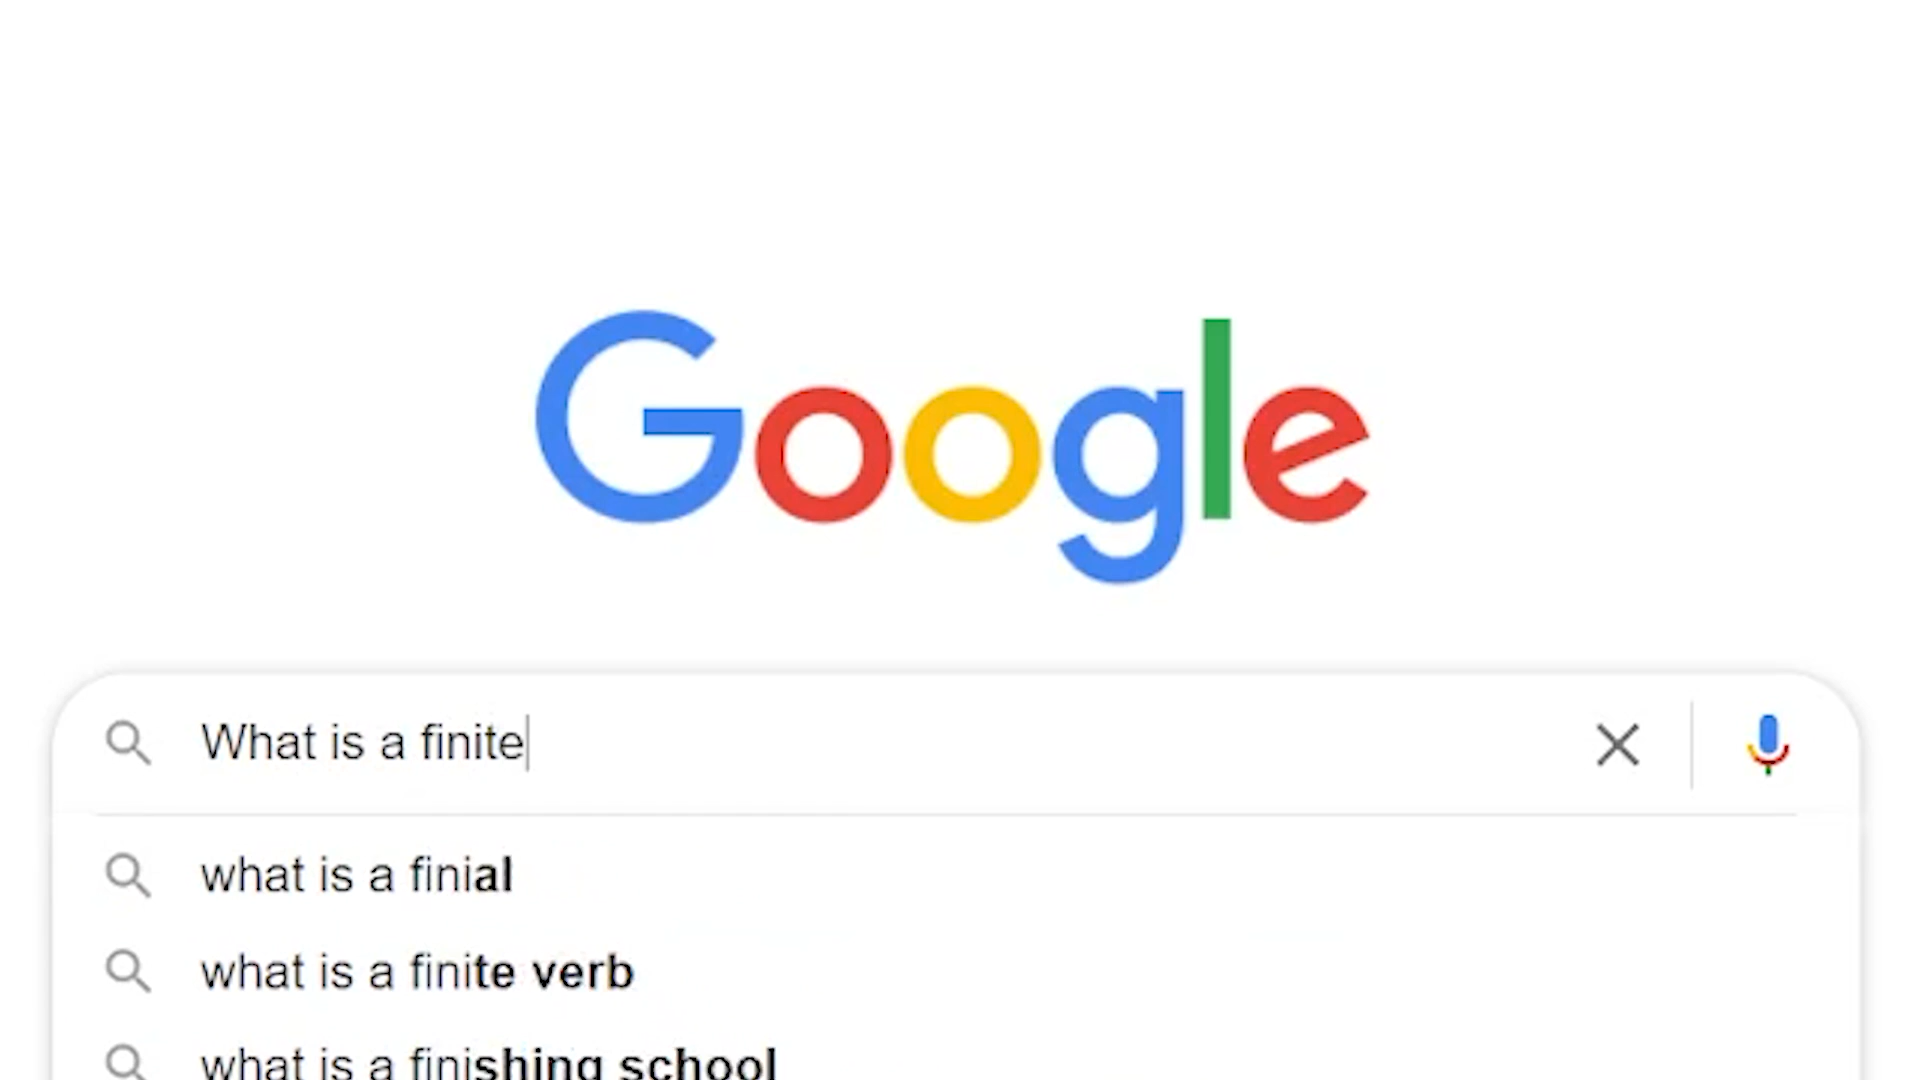 Google
What is a finite
what is a finial
what is a finite verb
what is a finishing school